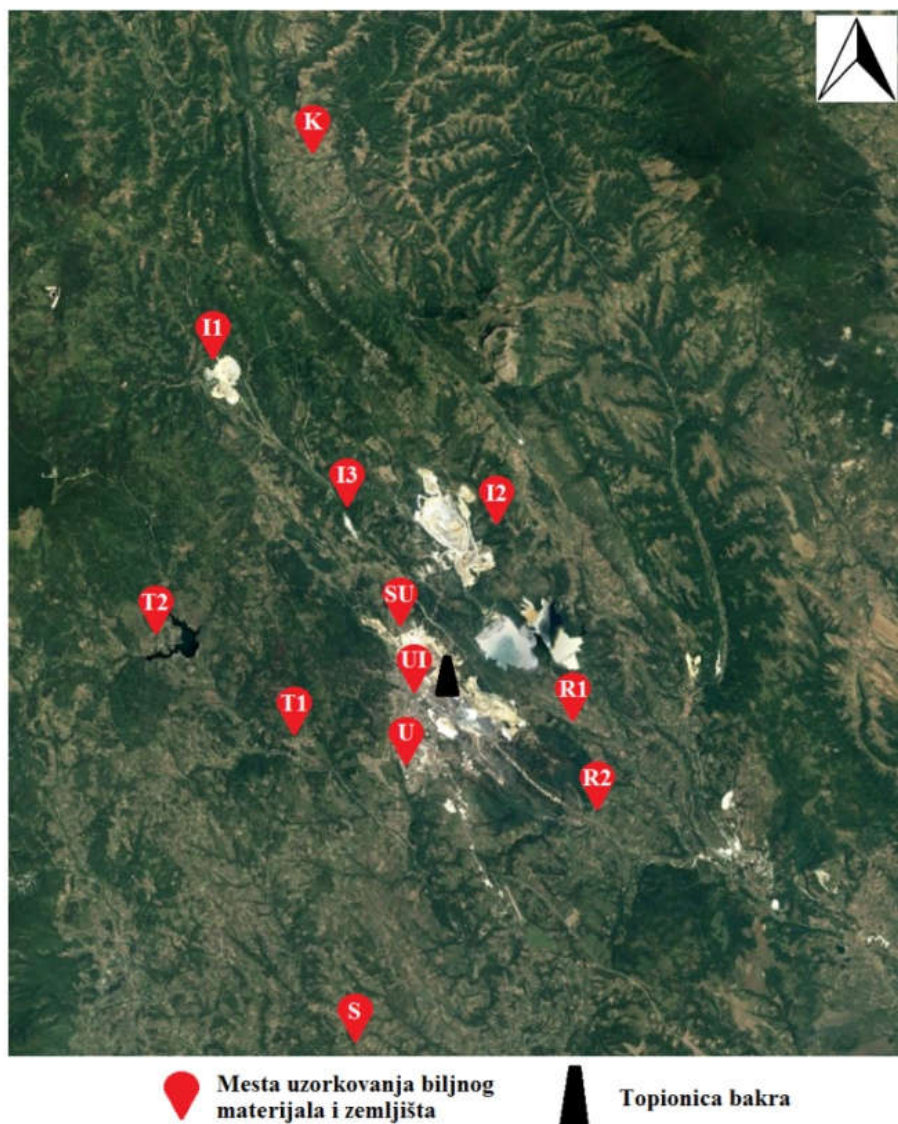 K
I1
I3
I2
SU
T2
UI
R1
T1
U
R2
S
Mesta uzorkovanja biljnog
materijala i zemljišta
Topionica bakra